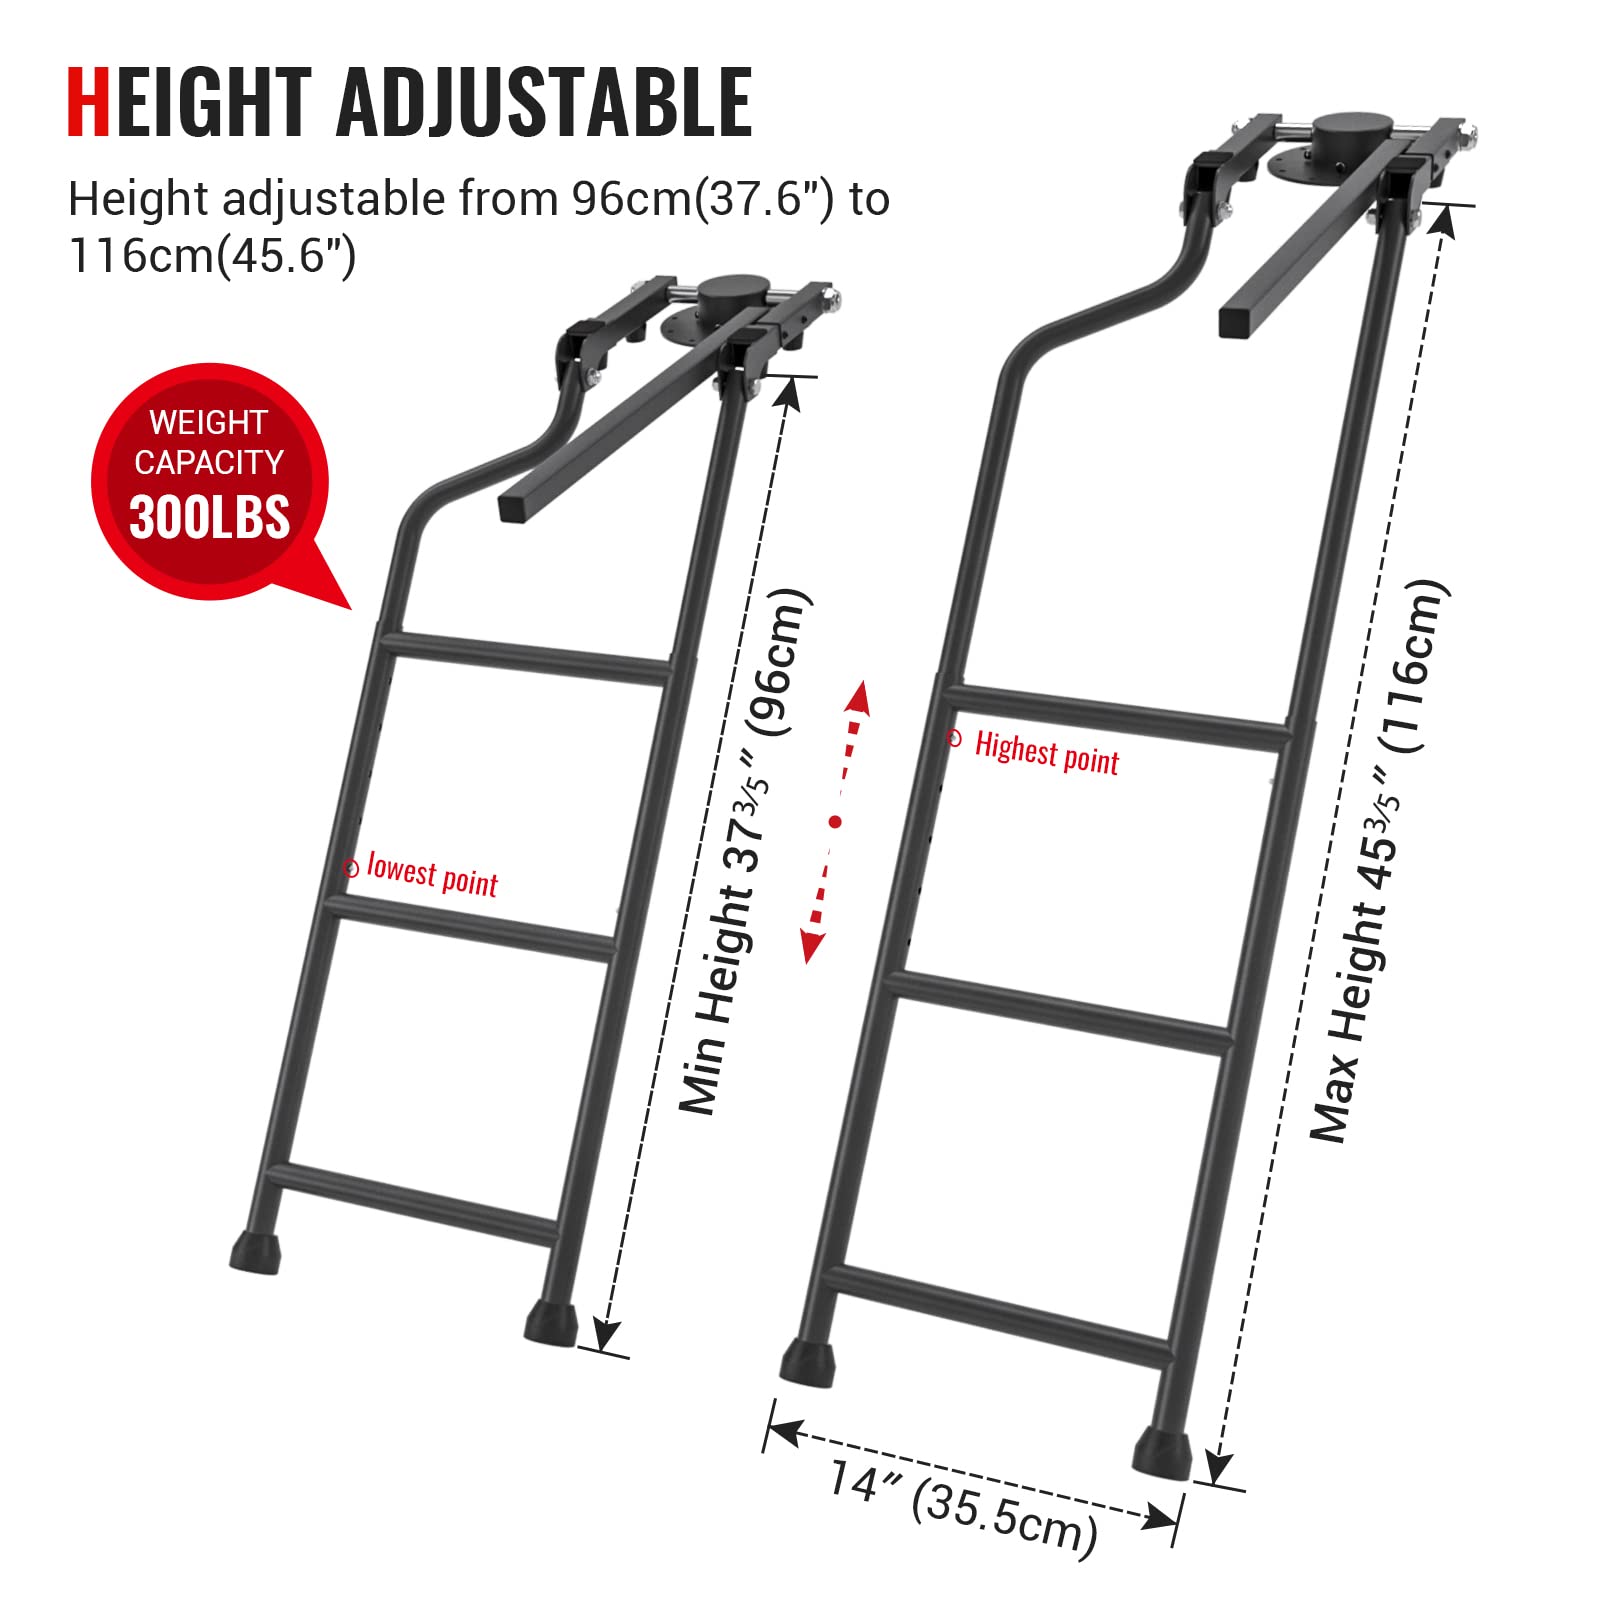 HEIGHT ADJUSTABLE
Height adjustable from 96cm(37.6") to
116cm(45.6")
WEIGHT
CAPACITY
300LBS
lowest point
Min Height 37 3/5" (96cm)
Highest point
Max Height 45 3/5" (116cm)
14" (35.5cm)